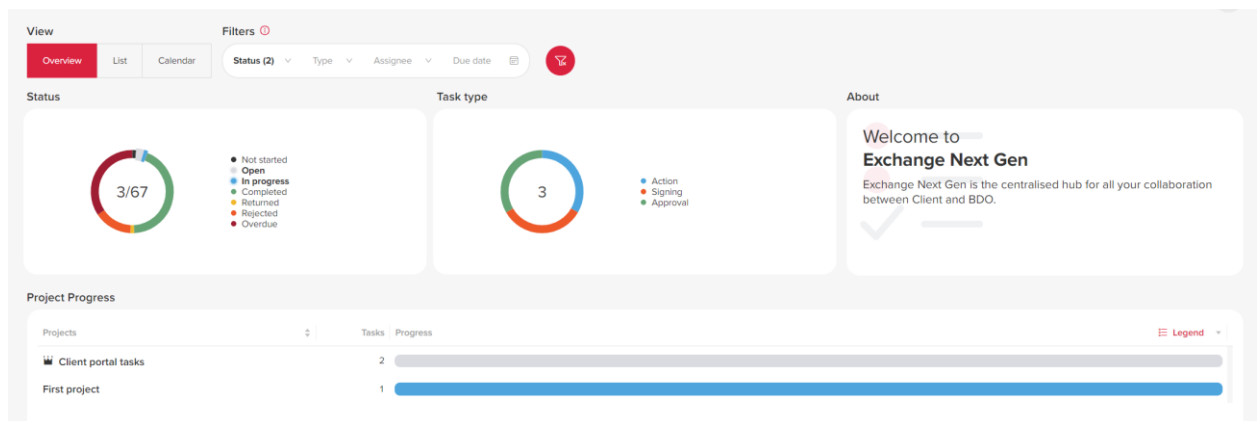 View
Filters
Overview
List
Calendar
Status (2)
Type
Assignee
Due date
Status
3/67
Not started
Open
In progress
Completed
Returned
Rejected
Overdue
Task type
3
Action
Signing
Approval
About
Welcome to
Exchange Next Gen
Exchange Next Gen is the centralised hub for all your collaboration
between Client and BDO.
Project Progress
Projects
Tasks
Progress
Legend
Client portal tasks
2
First project
1